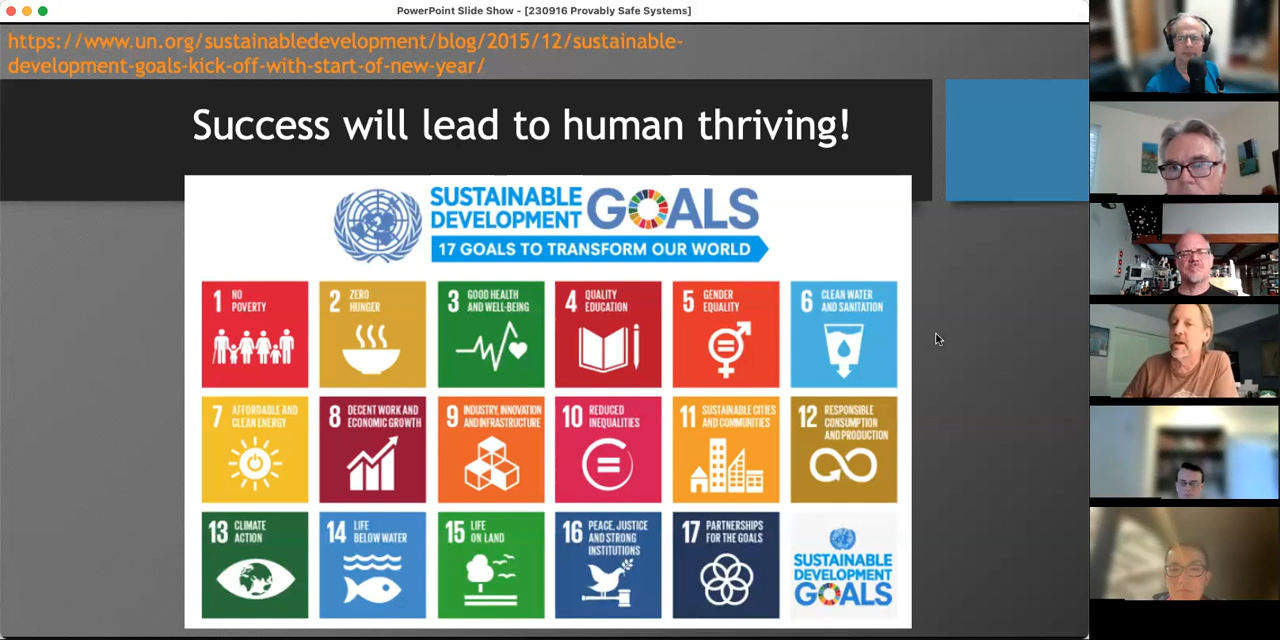 PowerPoint Slide Show - [230916 Provably Safe Systems]
https://www.un.org/sustainabledevelopment/blog/2015/12/sustainable-
development-goals-kick-off-with-start-of-new-year/
Success will lead to human thriving!
SUSTAINABLE
DEVELOPMENT
GOALS
17 GOALS TO TRANSFORM OUR WORLD
1 NO
POVERTY
2 ZERO
HUNGER
3 GOOD HEALTH
AND WELL-BEING
4 QUALITY
EDUCATION
5 GENDER
EQUALITY
6 CLEAN WATER
AND SANITATION
7 AFFORDABLE AND
CLEAN ENERGY
8 DECENT WORK AND
ECONOMIC GROWTH
9 INDUSTRY, INNOVATION
AND INFRASTRUCTURE
10 REDUCED
INEQUALITIES
11 SUSTAINABLE CITIES
AND COMMUNITIES
12 RESPONSIBLE
CONSUMPTION
AND PRODUCTION
13 CLIMATE
ACTION
14 LIFE
BELOW WATER
15 LIFE
ON LAND
16 PEACE, JUSTICE
AND STRONG
INSTITUTIONS
17 PARTNERSHIPS
FOR THE GOALS
SUSTAINABLE
DEVELOPMENT
GOALS